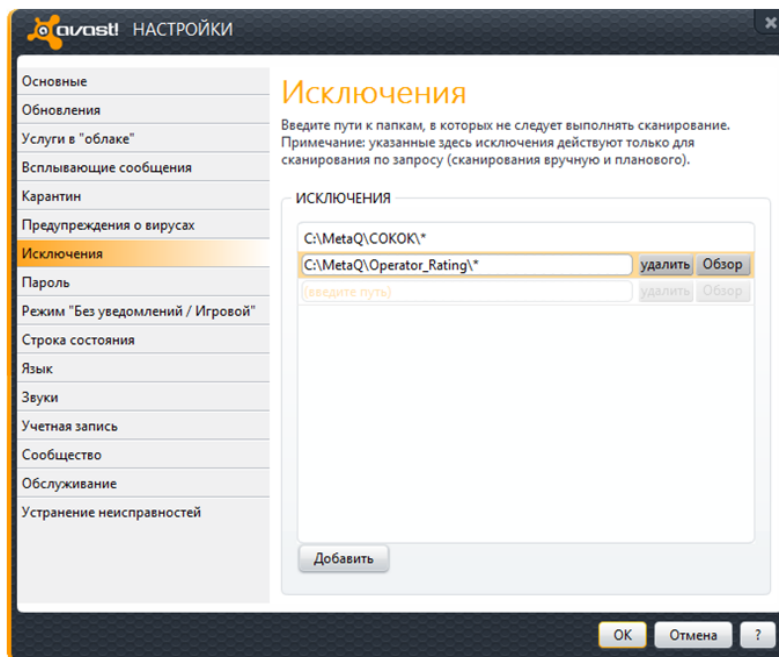 avast! НАСТРОЙКИ
Основные
Обновления
Услуги в "облаке"
Всплывающие сообщения
Карантин
Предупреждения о вирусах
Исключения
Пароль
Режим "Без уведомлений / Игровой"
Строка состояния
Язык
Звуки
Учетная запись
Сообщество
Обслуживание
Устранение неисправностей
Исключения
Введите пути к папкам, в которых не следует выполнять сканирование.
Примечание: указанные здесь исключения действуют только для
сканирования по запросу (сканирования вручную и планового).
ИСКЛЮЧЕНИЯ
C:\MetaQ\COKOK\*
C:\MetaQ\Operator_Rating\* удалить Обзор
(введите путь) удалить Обзор
Добавить
OK Отмена ?